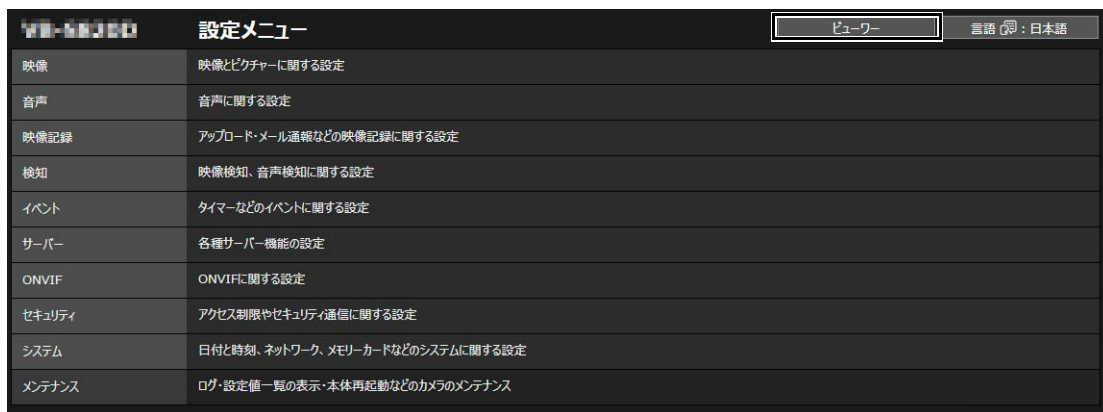 設定メニュー
ビューワー
言語 : 日本語
映像 映像とピクチャーに関する設定
音声 音声に関する設定
映像記録 アップロード・メール通報などの映像記録に関する設定
検知 映像検知、音声検知に関する設定
イベント タイマーなどのイベントに関する設定
サーバー 各種サーバー機能の設定
ONVIF ONVIFに関する設定
セキュリティ アクセス制限やセキュリティ通信に関する設定
システム 日付と時刻、ネットワーク、メモリーカードなどのシステムに関する設定
メンテナンス ログ・設定値一覧の表示・本体再起動などのカメラのメンテナンス